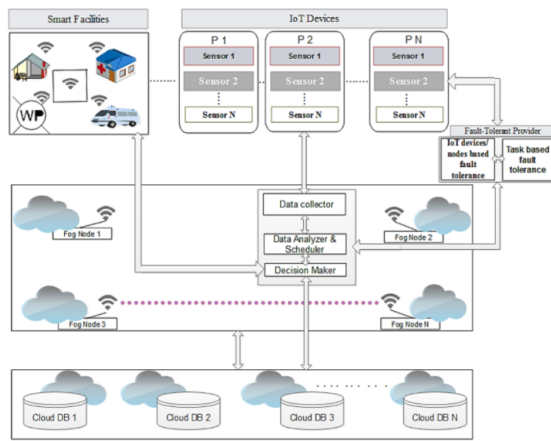 Smart Facilities
IoT Devices
WP
P 1
Sensor 1
Sensor 2
Sensor N
P 2
Sensor 1
Sensor 2
Sensor N
P N
Sensor 1
Sensor 2
Sensor N
Fault-Tolerant Provider
IoT devices/
nodes based
fault
tolerance
Task based
fault
tolerance
Data collector
Data Analyzer &
Scheduler
Decision Maker
Fog Node 1
Fog Node 2
Fog Node 3
Fog Node N
Cloud DB 1
Cloud DB 2
Cloud DB 3
Cloud DB N